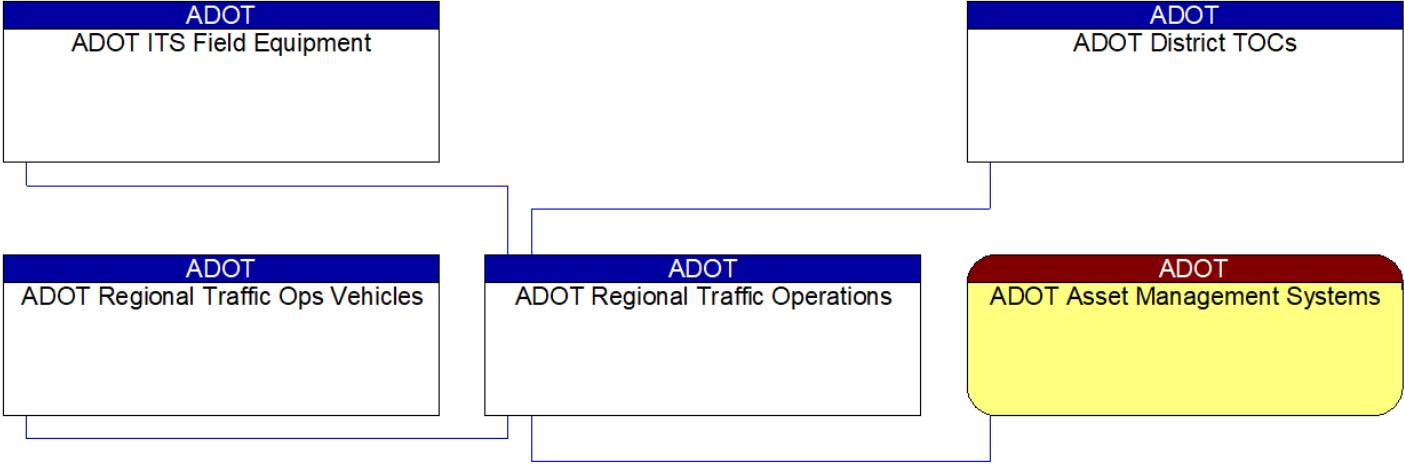 ADOT
ADOT ITS Field Equipment
ADOT
ADOT District TOCs
ADOT
ADOT Regional Traffic Ops Vehicles
ADOT
ADOT Regional Traffic Operations
ADOT
ADOT Asset Management Systems